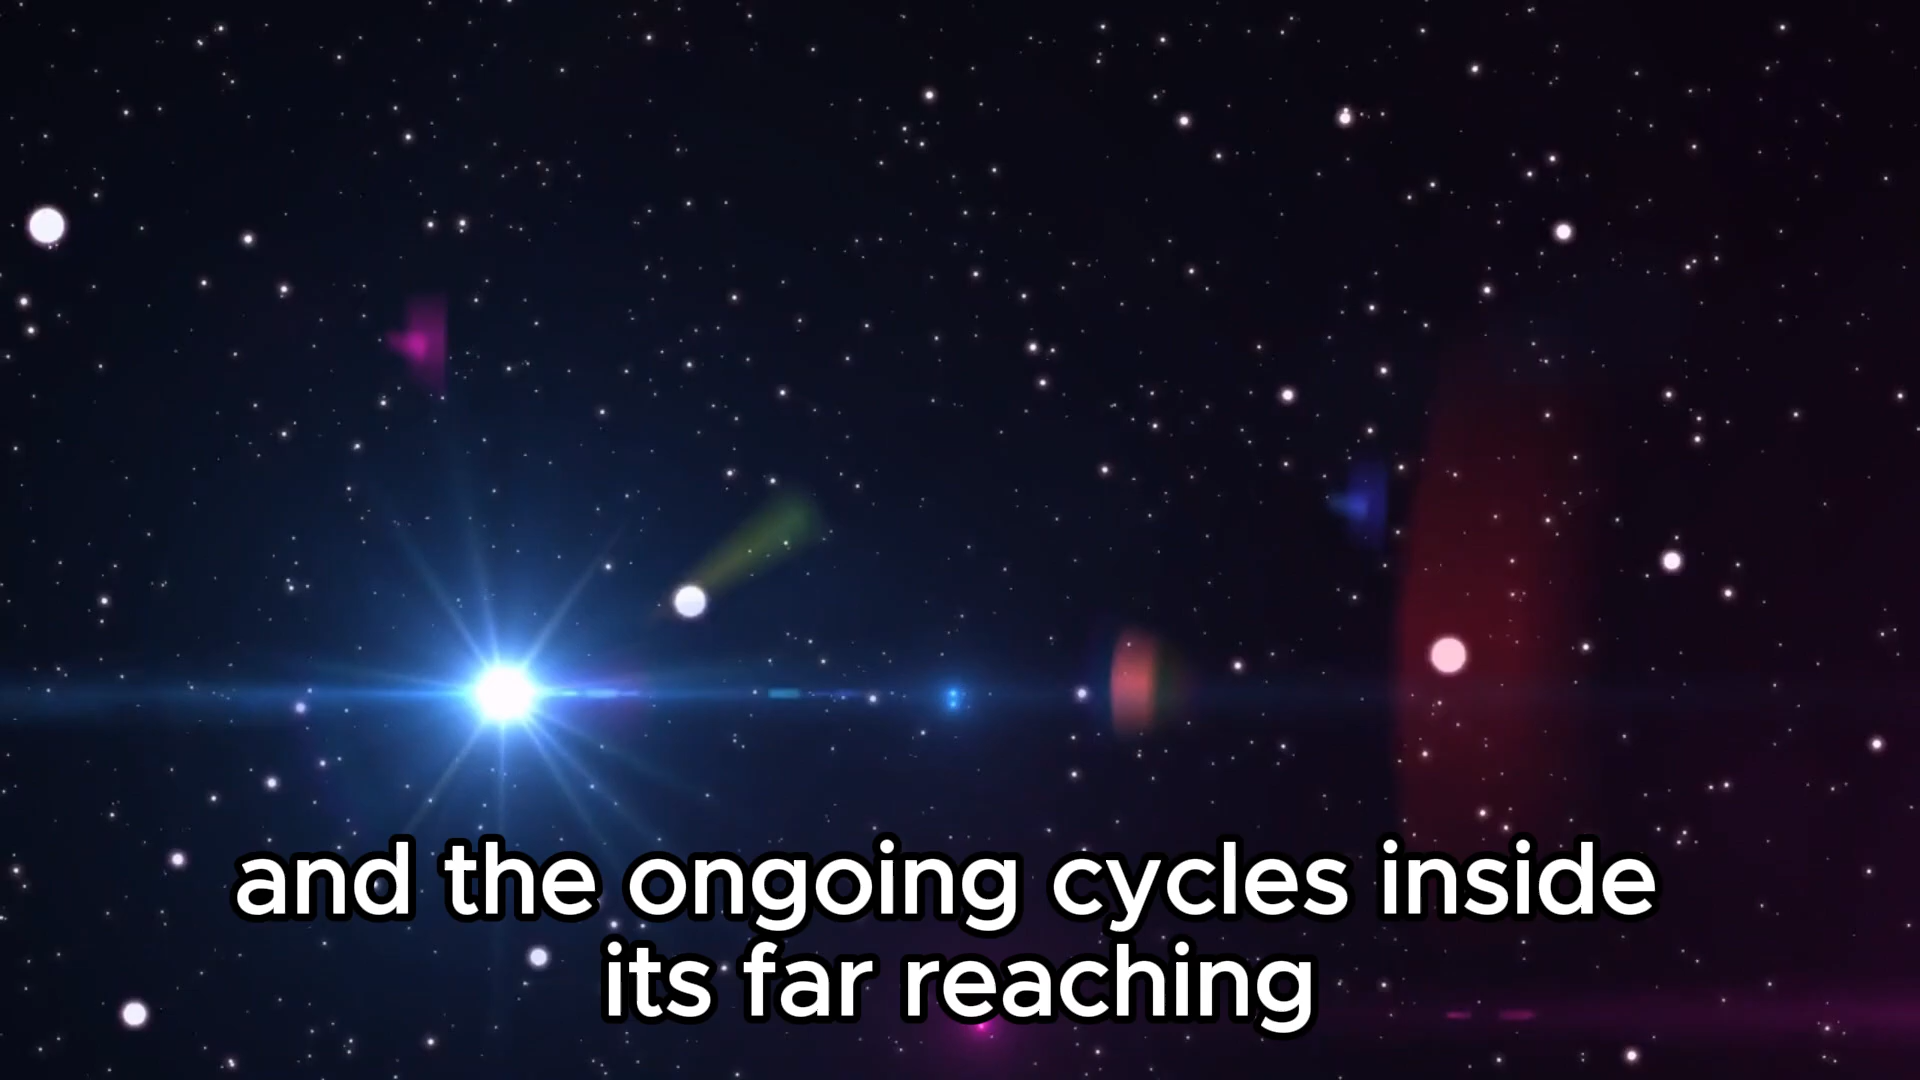 and the ongoing cycles inside
its far reaching